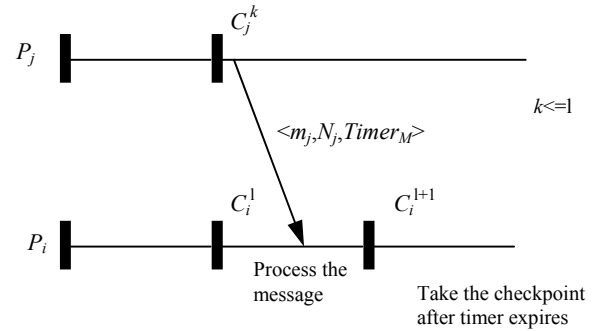 C_j^k
P_j
k<=l
<m_j,N_j,Timer_M>
C_i^l C_i^{l+1}
P_i
Process the
message
Take the checkpoint
after timer expires